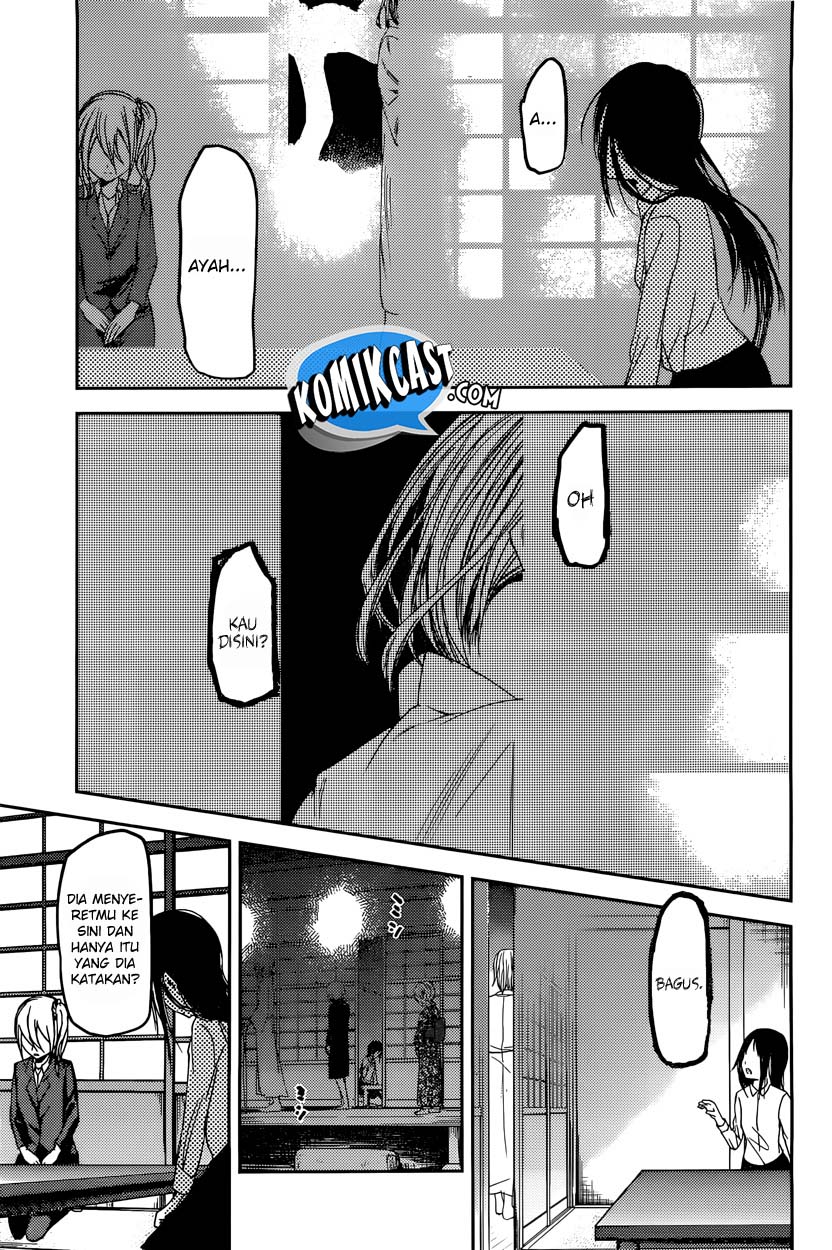 A...
AYAH...
KOMIKCAST
.COM
OH
KAU
DISINI?
BAGUS.
DIA MENYE-
RETMU KE
SINI DAN
HANYA ITU
YANG DIA
KATAKAN?